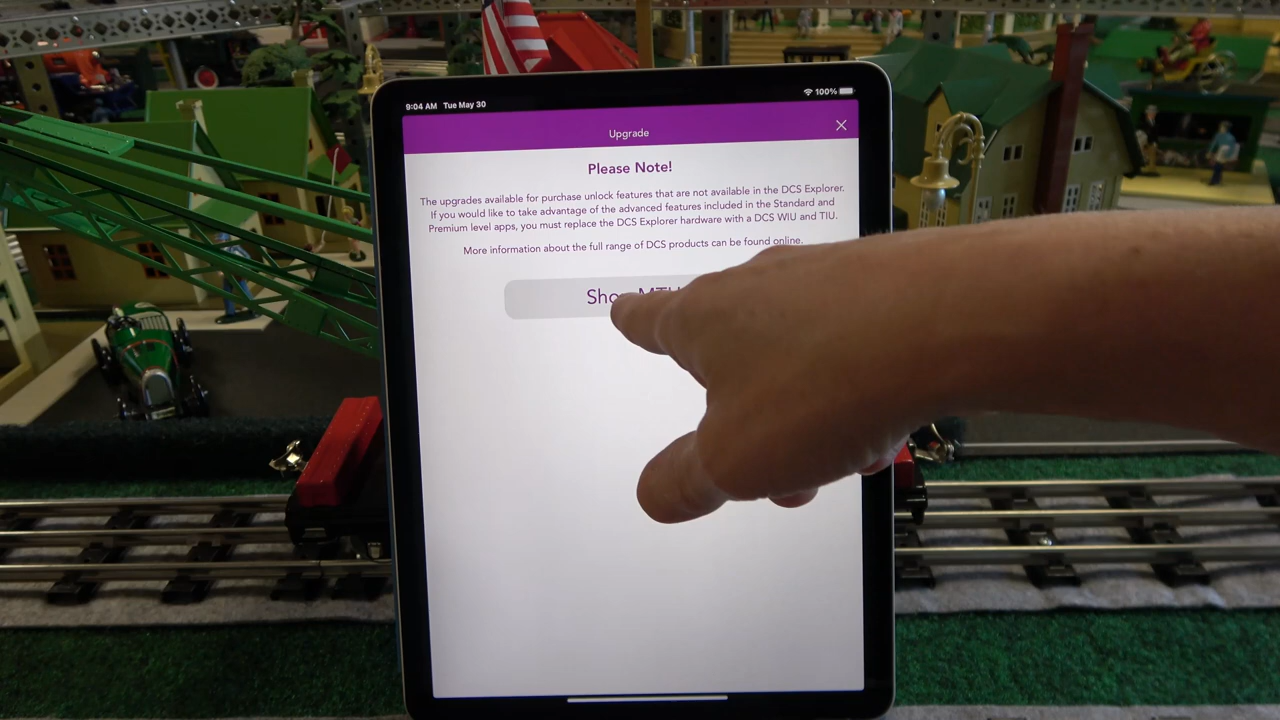 9:04 AM Tue May 30
100%
Upgrade
Please Note!
The upgrades available for purchase unlock features that are not available in the DCS Explorer.
If you would like to take advantage of the advanced features included in the Standard and
Premium level apps, you must replace the DCS Explorer hardware with a DCS WIU and TIU.
More information about the full range of DCS products can be found online.